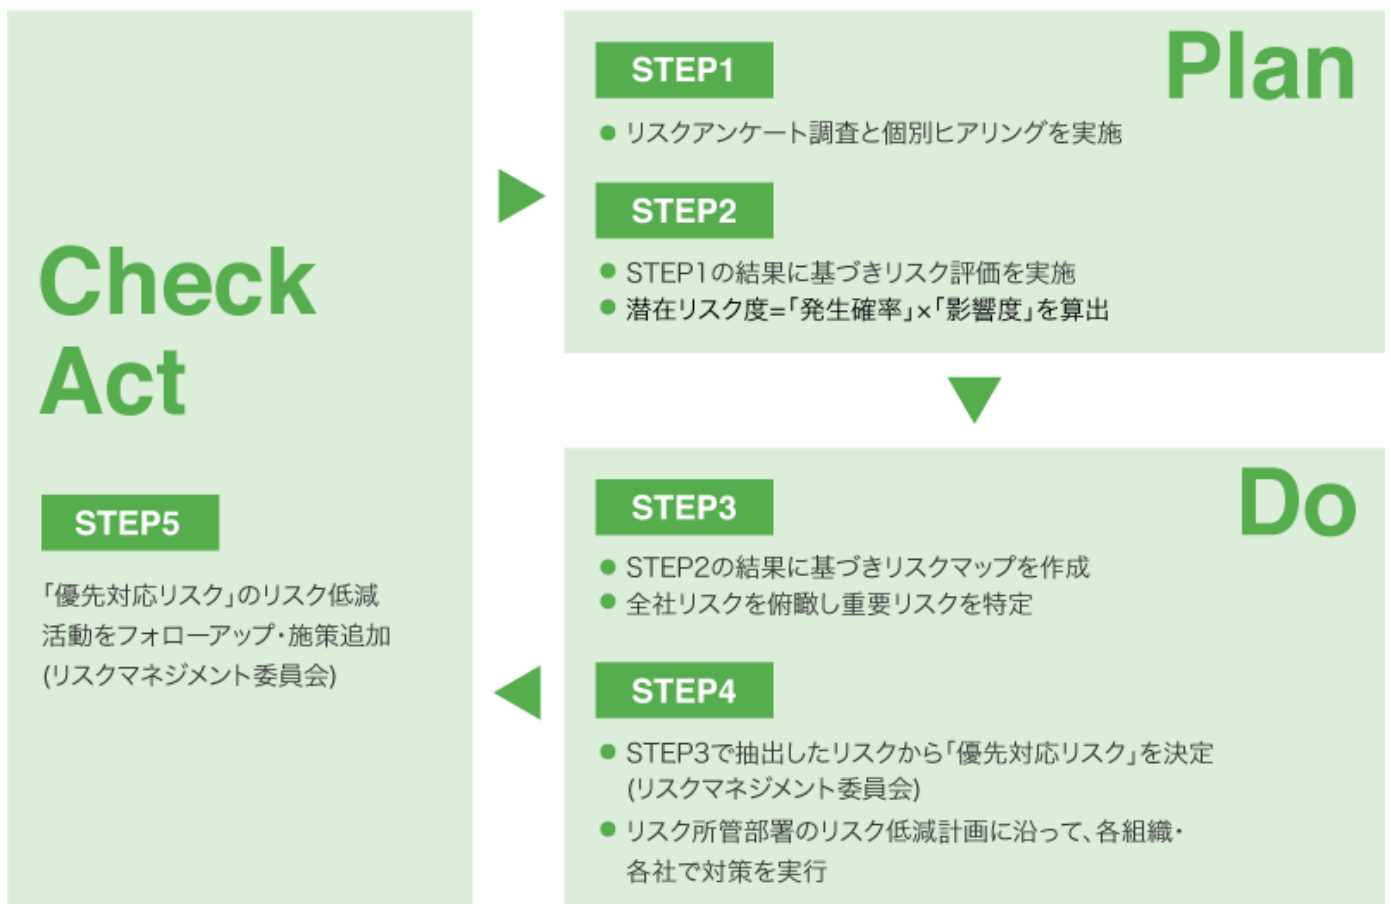 Plan
STEP1
● リスクアンケート調査と個別ヒアリングを実施
STEP2
● STEP1の結果に基づきリスク評価を実施
● 潜在リスク度=「発生確率」×「影響度」を算出
Do
STEP3
● STEP2の結果に基づきリスクマップを作成
● 全社リスクを俯瞰し重要リスクを特定
STEP4
● STEP3で抽出したリスクから「優先対応リスク」を決定
(リスクマネジメント委員会)
● リスク所管部署のリスク低減計画に沿って、各組織・
各社で対策を実行
Check
Act
STEP5
「優先対応リスク」のリスク低減
活動をフォローアップ・施策追加
(リスクマネジメント委員会)